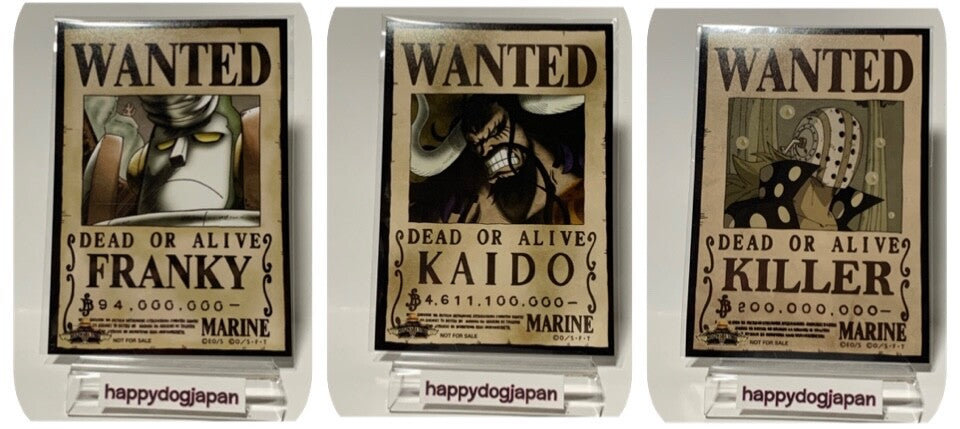 WANTED
DEAD OR ALIVE
FRANKY
94,000,000-
MARINE
NOT FOR SALE
©E/S ©O/S・F・T
happydogjapan
WANTED
DEAD OR ALIVE
KAIDO
4,611,100,000-
MARINE
NOT FOR SALE
©E/S ©O/S・F・T
happydogjapan
WANTED
DEAD OR ALIVE
KILLER
200,000,000-
MARINE
NOT FOR SALE
©E/S ©O/S・F・T
happydogjapan